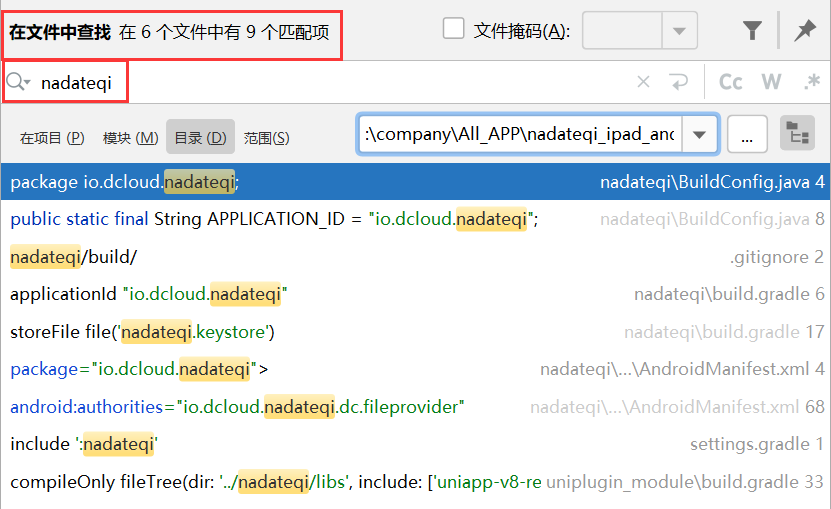 在文件中查找 在 6 个文件中有 9 个匹配项 文件掩码(A):
nadateqi Cc W .*
在项目 (P) 模块 (M) 目录 (D) 范围(S) :\company\All_APP\nadateqi_ipad_and ...
package io.dcloud.nadateqi; nadateqi\BuildConfig.java 4
public static final String APPLICATION_ID = "io.dcloud.nadateqi"; nadateqi\BuildConfig.java 8
nadateqi/build/ .gitignore 2
applicationId "io.dcloud.nadateqi" nadateqi\build.gradle 6
storeFile file('nadateqi.keystore') nadateqi\build.gradle 17
package="io.dcloud.nadateqi"> nadateqi\...\AndroidManifest.xml 4
android:authorities="io.dcloud.nadateqi.dc.fileprovider" nadateqi\...\AndroidManifest.xml 68
include ':nadateqi' settings.gradle 1
compileOnly fileTree(dir: '../nadateqi/libs', include: ['uniapp-v8-re uniplugin_module\build.gradle 33